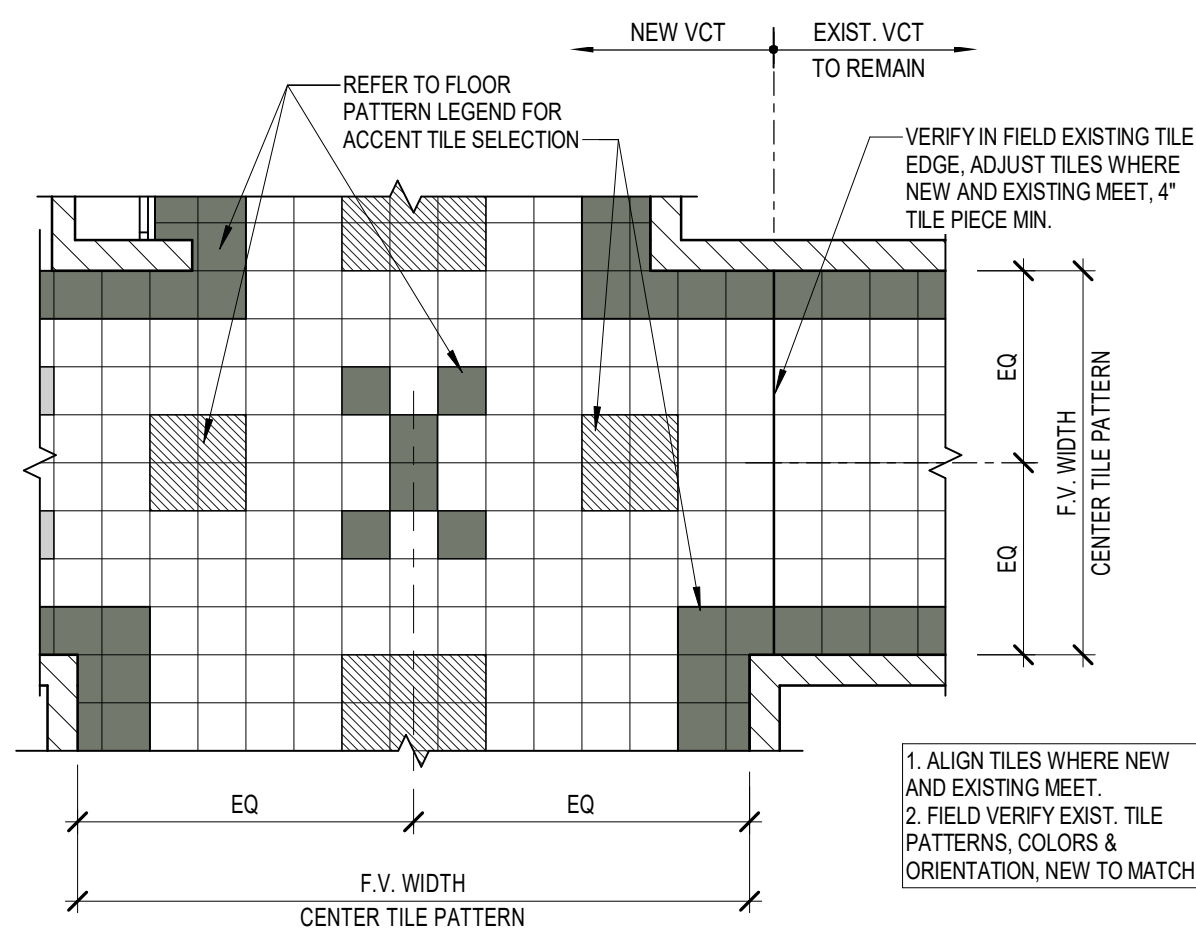 NEW VCT
EXIST. VCT
TO REMAIN
REFER TO FLOOR
PATTERN LEGEND FOR
ACCENT TILE SELECTION
VERIFY IN FIELD EXISTING TILE
EDGE, ADJUST TILES WHERE
NEW AND EXISTING MEET, 4"
TILE PIECE MIN.
EQ
EQ
F.V. WIDTH
CENTER TILE PATTERN
EQ
EQ
F.V. WIDTH
CENTER TILE PATTERN
1. ALIGN TILES WHERE NEW
AND EXISTING MEET.
2. FIELD VERIFY EXIST. TILE
PATTERNS, COLORS &
ORIENTATION, NEW TO MATCH